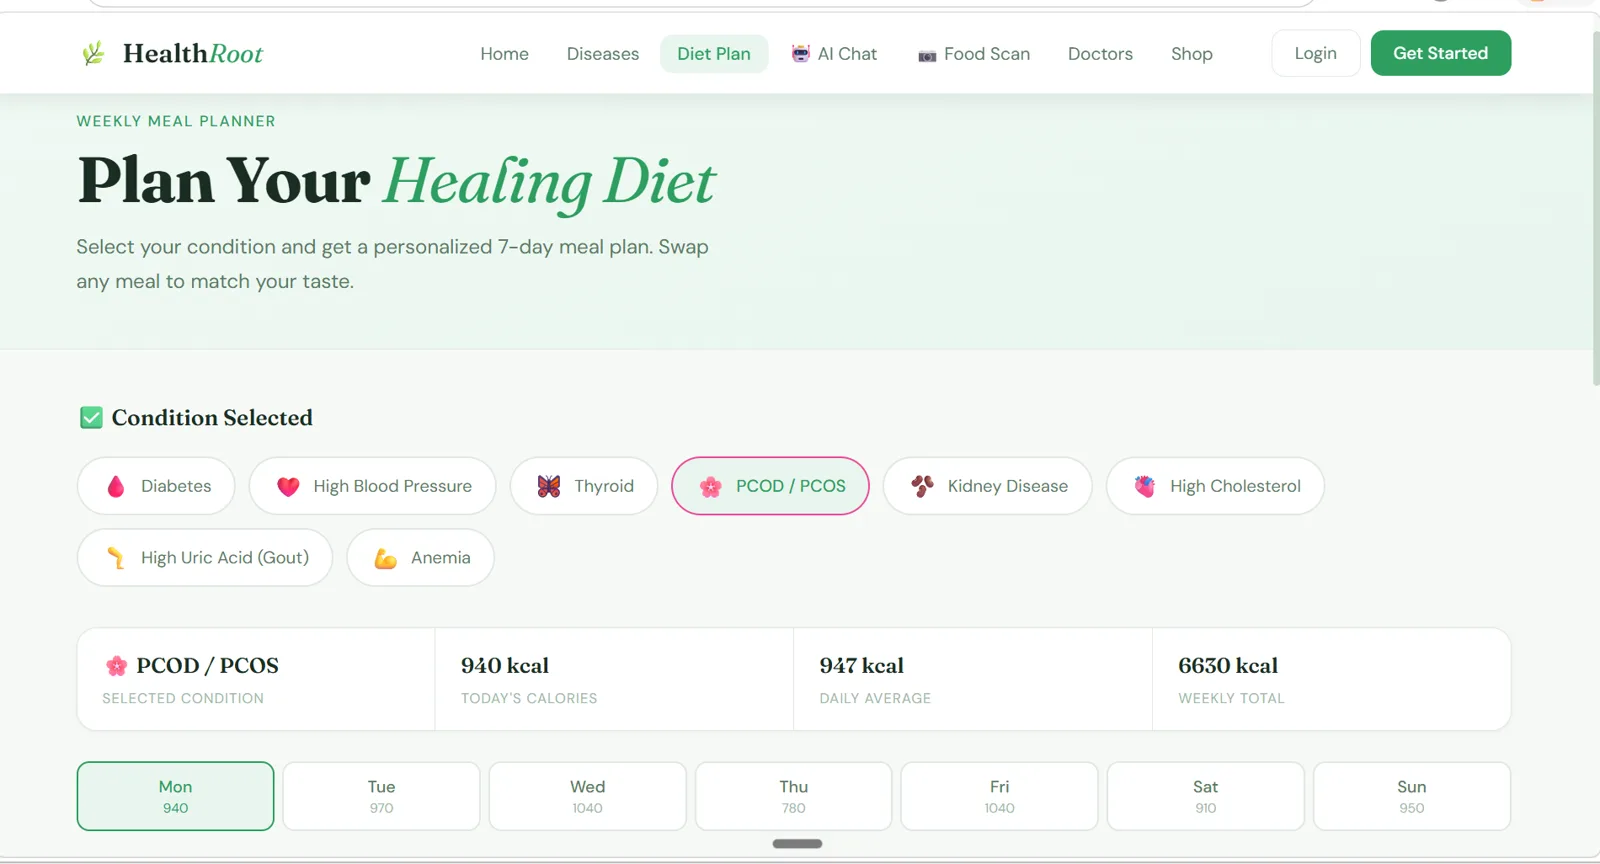 HealthRoot Home Diseases Diet Plan AI Chat Food Scan Doctors Shop Login Get Started
WEEKLY MEAL PLANNER
Plan Your Healing Diet
Select your condition and get a personalized 7-day meal plan. Swap
any meal to match your taste.
Condition Selected
Diabetes High Blood Pressure Thyroid PCOD / PCOS Kidney Disease High Cholesterol
High Uric Acid (Gout) Anemia
PCOD / PCOS 940 kcal 947 kcal 6630 kcal
SELECTED CONDITION TODAY'S CALORIES DAILY AVERAGE WEEKLY TOTAL
Mon Tue Wed Thu Fri Sat Sun
940 970 1040 780 1040 910 950